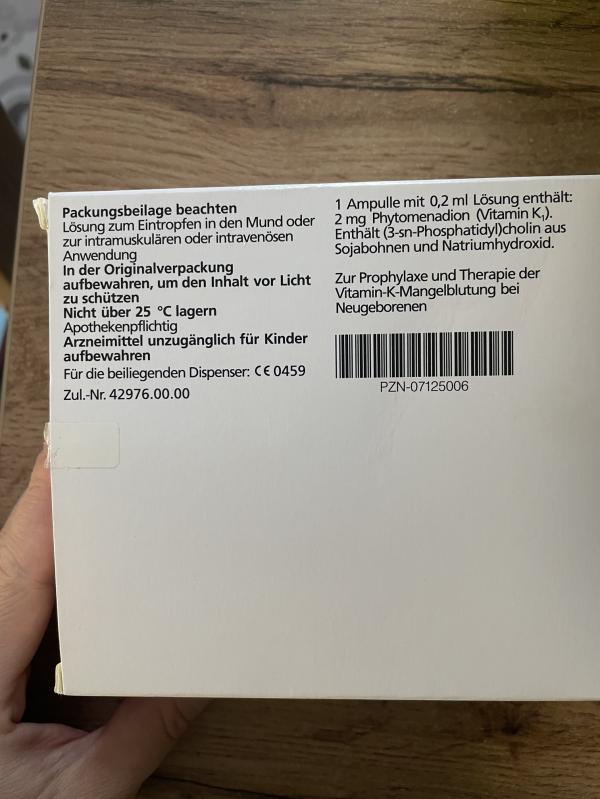 Packungsbeilage beachten
Lösung zum Eintropfen in den Mund oder
zur intramuskulären oder intravenösen
Anwendung
In der Originalverpackung
aufbewahren, um den Inhalt vor Licht
zu schützen
Nicht über 25 °C lagern
Apothekenpflichtig
Arzneimittel unzugänglich für Kinder
aufbewahren
Für die beiliegenden Dispenser: CE 0459
Zul.-Nr. 42976.00.00
1 Ampulle mit 0,2 ml Lösung enthält:
2 mg Phytomenadion (Vitamin K₁).
Enthält (3-sn-Phosphatidyl)cholin aus
Sojabohnen und Natriumhydroxid.
Zur Prophylaxe und Therapie der
Vitamin-K-Mangelblutung bei
Neugeborenen
PZN-07125006